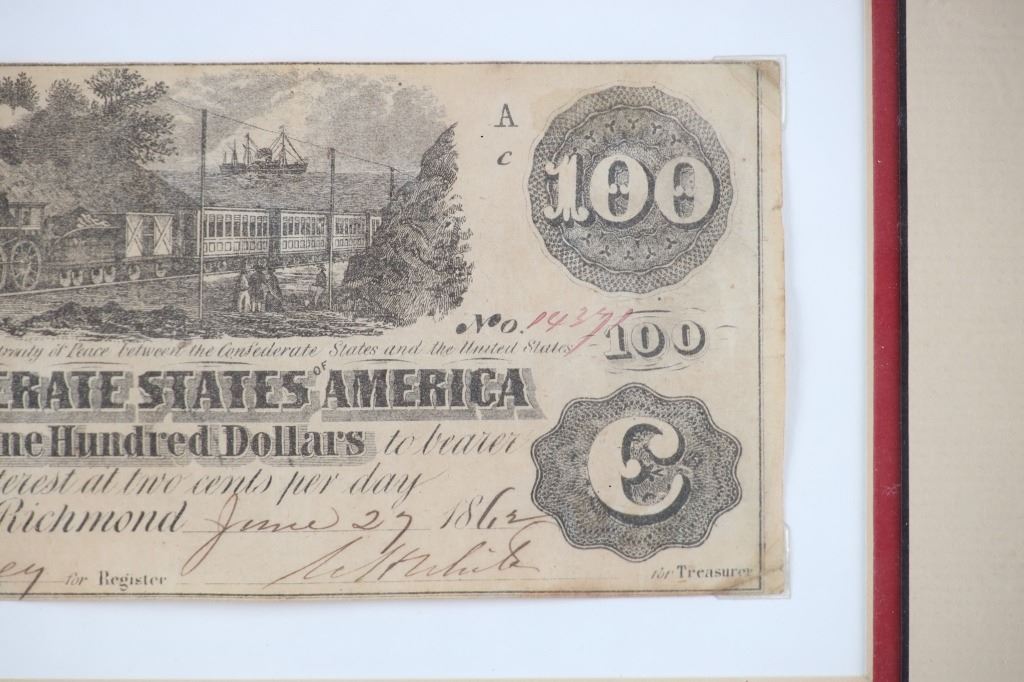 A
c
100
No. 14371
100
Treaty of Peace between the Confederate States and the United States
ERATE STATES OF AMERICA
ne Hundred Dollars to bearer
terest at two cents per day
C
Richmond June 27 1862
ey for Register
for Treasurer